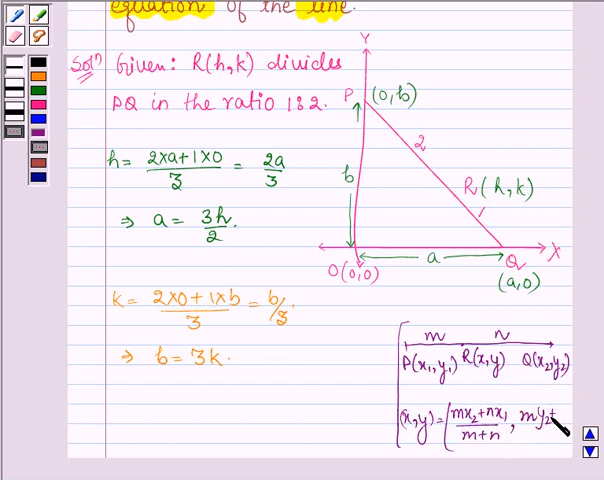 equation of the line.
Soln Given: R(h,k) divides
PQ in the ratio 1:2.
h = 2×a+1×0/3 = 2a/3
⇒ a = 3h/2.
k = 2×0+1×b/3 = b/3
⇒ b = 3k.
Y
P (0,b)
2
b
R(h,k)
1
a
X
O(0,0)
Q
(a,0)
m n
P(x₁,y₁) R(x,y) Q(x₂,y₂)
(x,y) = (mx₂+nx₁/m+n, my₂+